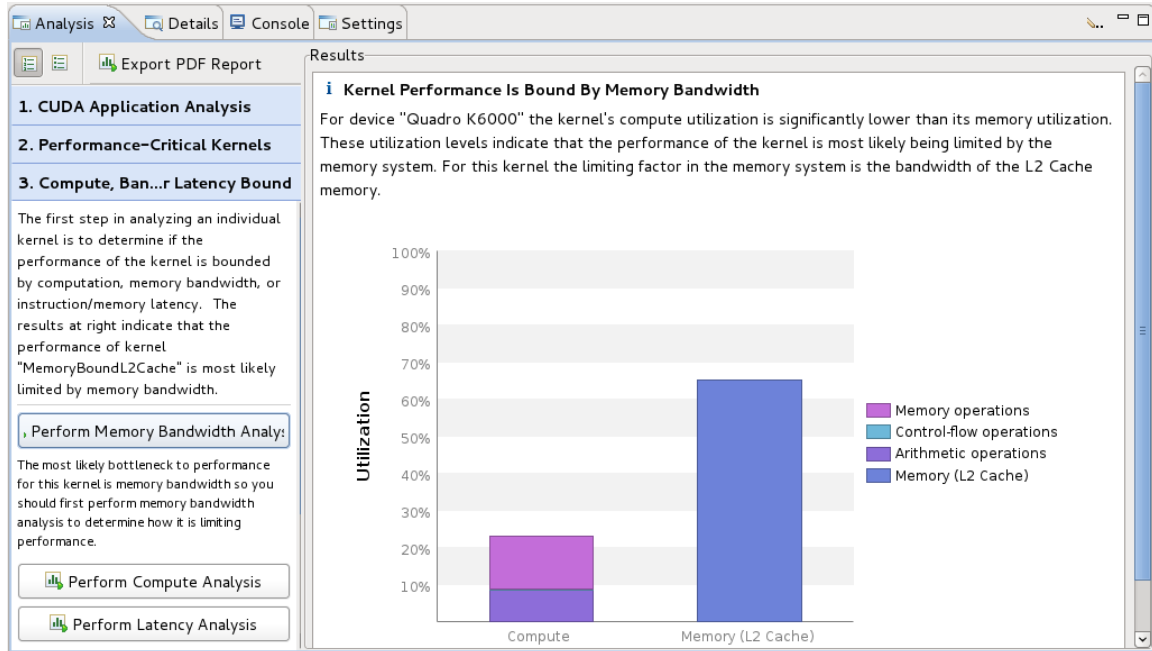 Analysis
Details
Console
Settings
Export PDF Report
1. CUDA Application Analysis
2. Performance-Critical Kernels
3. Compute, Ban...r Latency Bound
The first step in analyzing an individual
kernel is to determine if the
performance of the kernel is bounded
by computation, memory bandwidth, or
instruction/memory latency. The
results at right indicate that the
performance of kernel
"MemoryBoundL2Cache" is most likely
limited by memory bandwidth.
Perform Memory Bandwidth Analys
The most likely bottleneck to performance
for this kernel is memory bandwidth so you
should first perform memory bandwidth
analysis to determine how it is limiting
performance.
Perform Compute Analysis
Perform Latency Analysis
Results
i Kernel Performance Is Bound By Memory Bandwidth
For device "Quadro K6000" the kernel's compute utilization is significantly lower than its memory utilization.
These utilization levels indicate that the performance of the kernel is most likely being limited by the
memory system. For this kernel the limiting factor in the memory system is the bandwidth of the L2 Cache
memory.
Utilization
100%
90%
80%
70%
60%
50%
40%
30%
20%
10%
Compute
Memory (L2 Cache)
Memory operations
Control-flow operations
Arithmetic operations
Memory (L2 Cache)